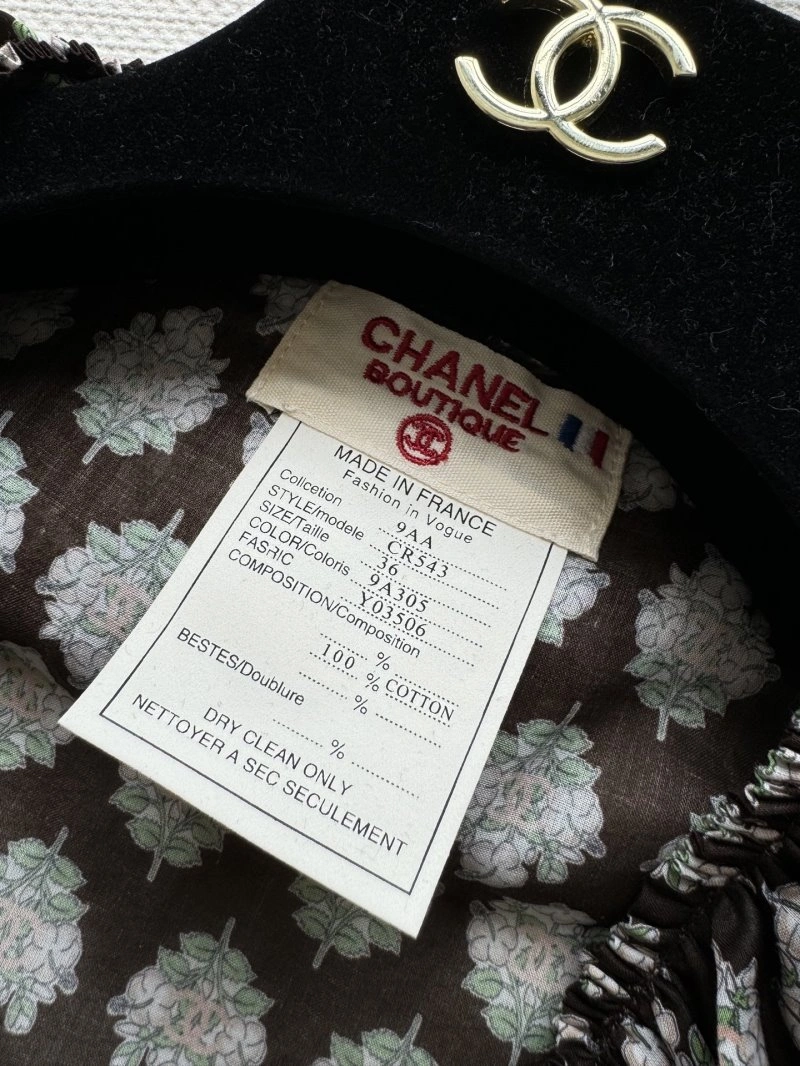 CHANEL
BOUTIQUE
MADE IN FRANCE
Fashion in Vogue
Colicetion 9AA
STYLE/modele CR543
SIZE/Taille 36
COLOR/Coloris 9A305
FASRIC Y03506
COMPOSITION/Composition
%
100 % COTTON
%
BESTES/Doublure
%
DRY CLEAN ONLY
NETTOYER A SEC SECULEMENT